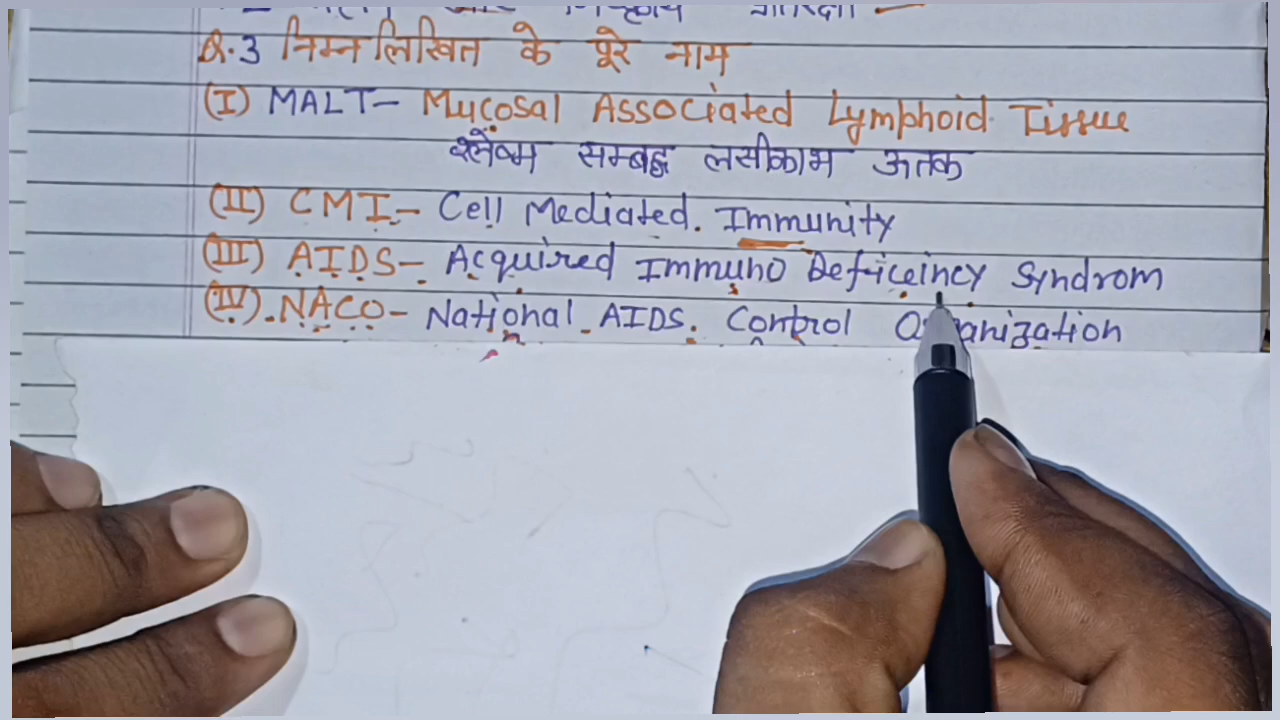 Q.3 निम्नलिखित के पूरे नाम
(I) MALT- Mucosal Associated Lymphoid Tissue
श्लेष्म सम्बद्ध लसीकाभ ऊतक
(II) CMI- Cell Mediated Immunity
(III) AIDS- Acquired Immuno Deficeincy Syndrom
(IV) NACO- National AIDS Control Organization